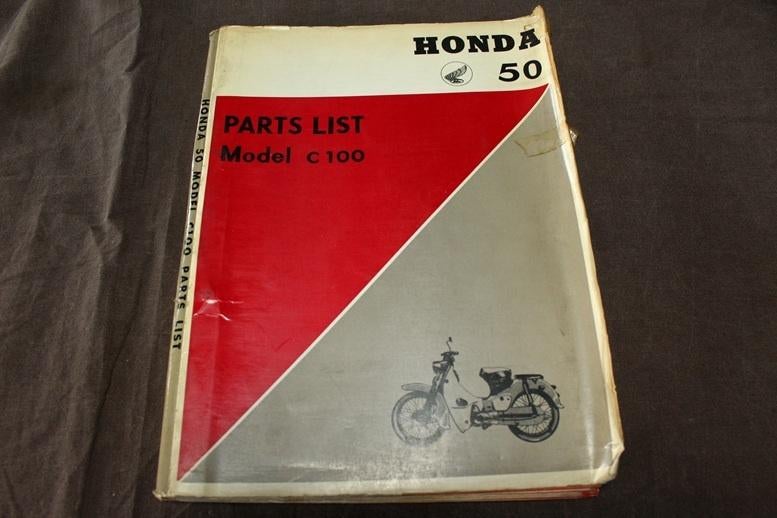 HONDA
50
PARTS LIST
Model C100
HONDA 50 MODEL C100 PARTS LIST